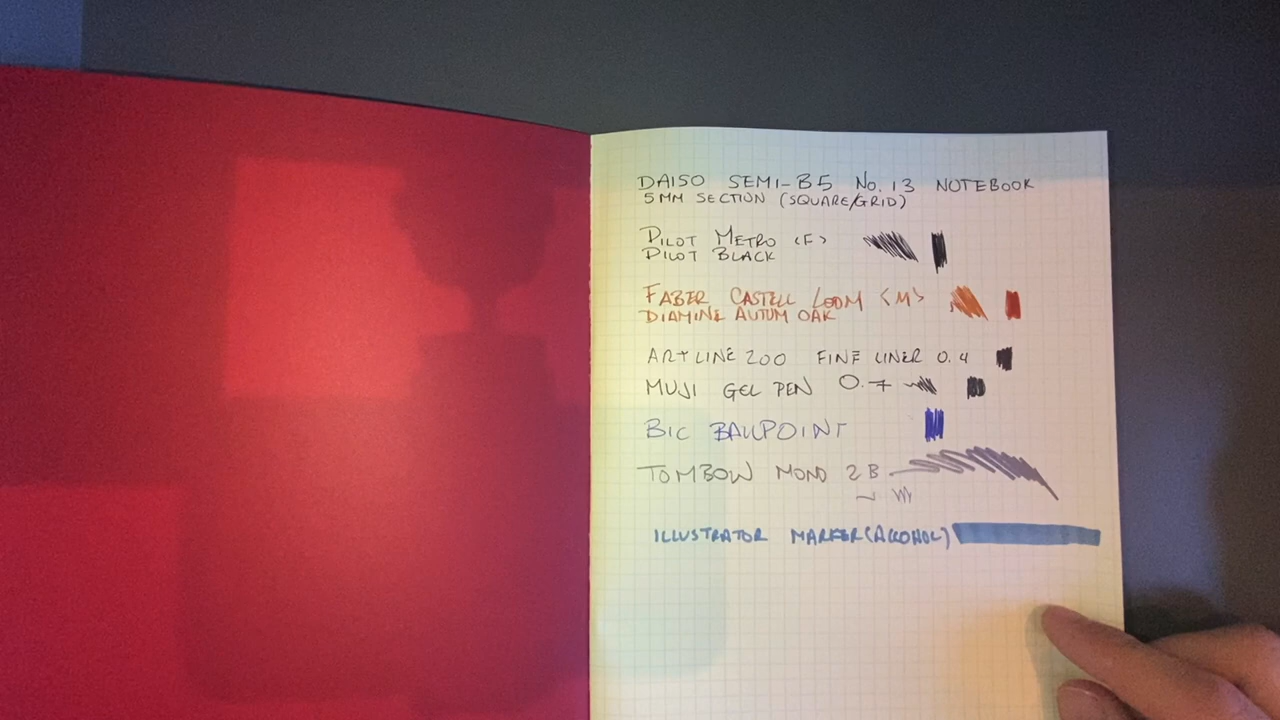 DAISO SEMI-B5 No. 13 NOTEBOOK
5MM SECTION (SQUARE/GRID)
PILOT METRO <F>
PILOT BLACK
FABER CASTELL LOOM <M>
DIAMINE AUTUM OAK
ARTLINE 200 FINE LINER 0.4
MUJI GEL PEN 0.7
BIC BALLPOINT
TOMBOW MONO 2B
ILLUSTRATOR MARKER (ALCOHOL)